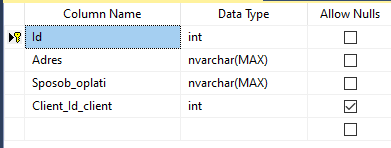 Column Name Data Type Allow Nulls
Id int
Adres nvarchar(MAX)
Sposob_oplati nvarchar(MAX)
Client_Id_client int